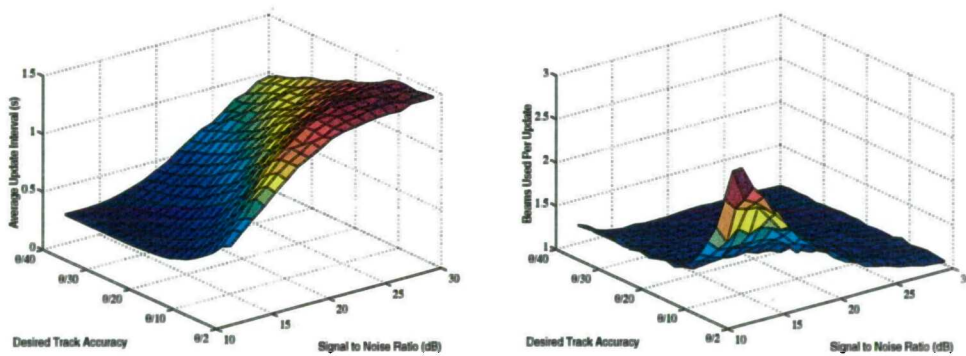 1.5
1
0.5
0
Average Update Interval (s)
θ/40
θ/30
θ/20
θ/10
θ/2
10
15
20
25
30
Desired Track Accuracy
Signal to Noise Ratio (dB)
3
2.5
2
1.5
1
Beams Used Per Update
θ/40
θ/30
θ/20
θ/10
θ/2
10
15
20
25
3
Desired Track Accuracy
Signal to Noise Ratio (dB)